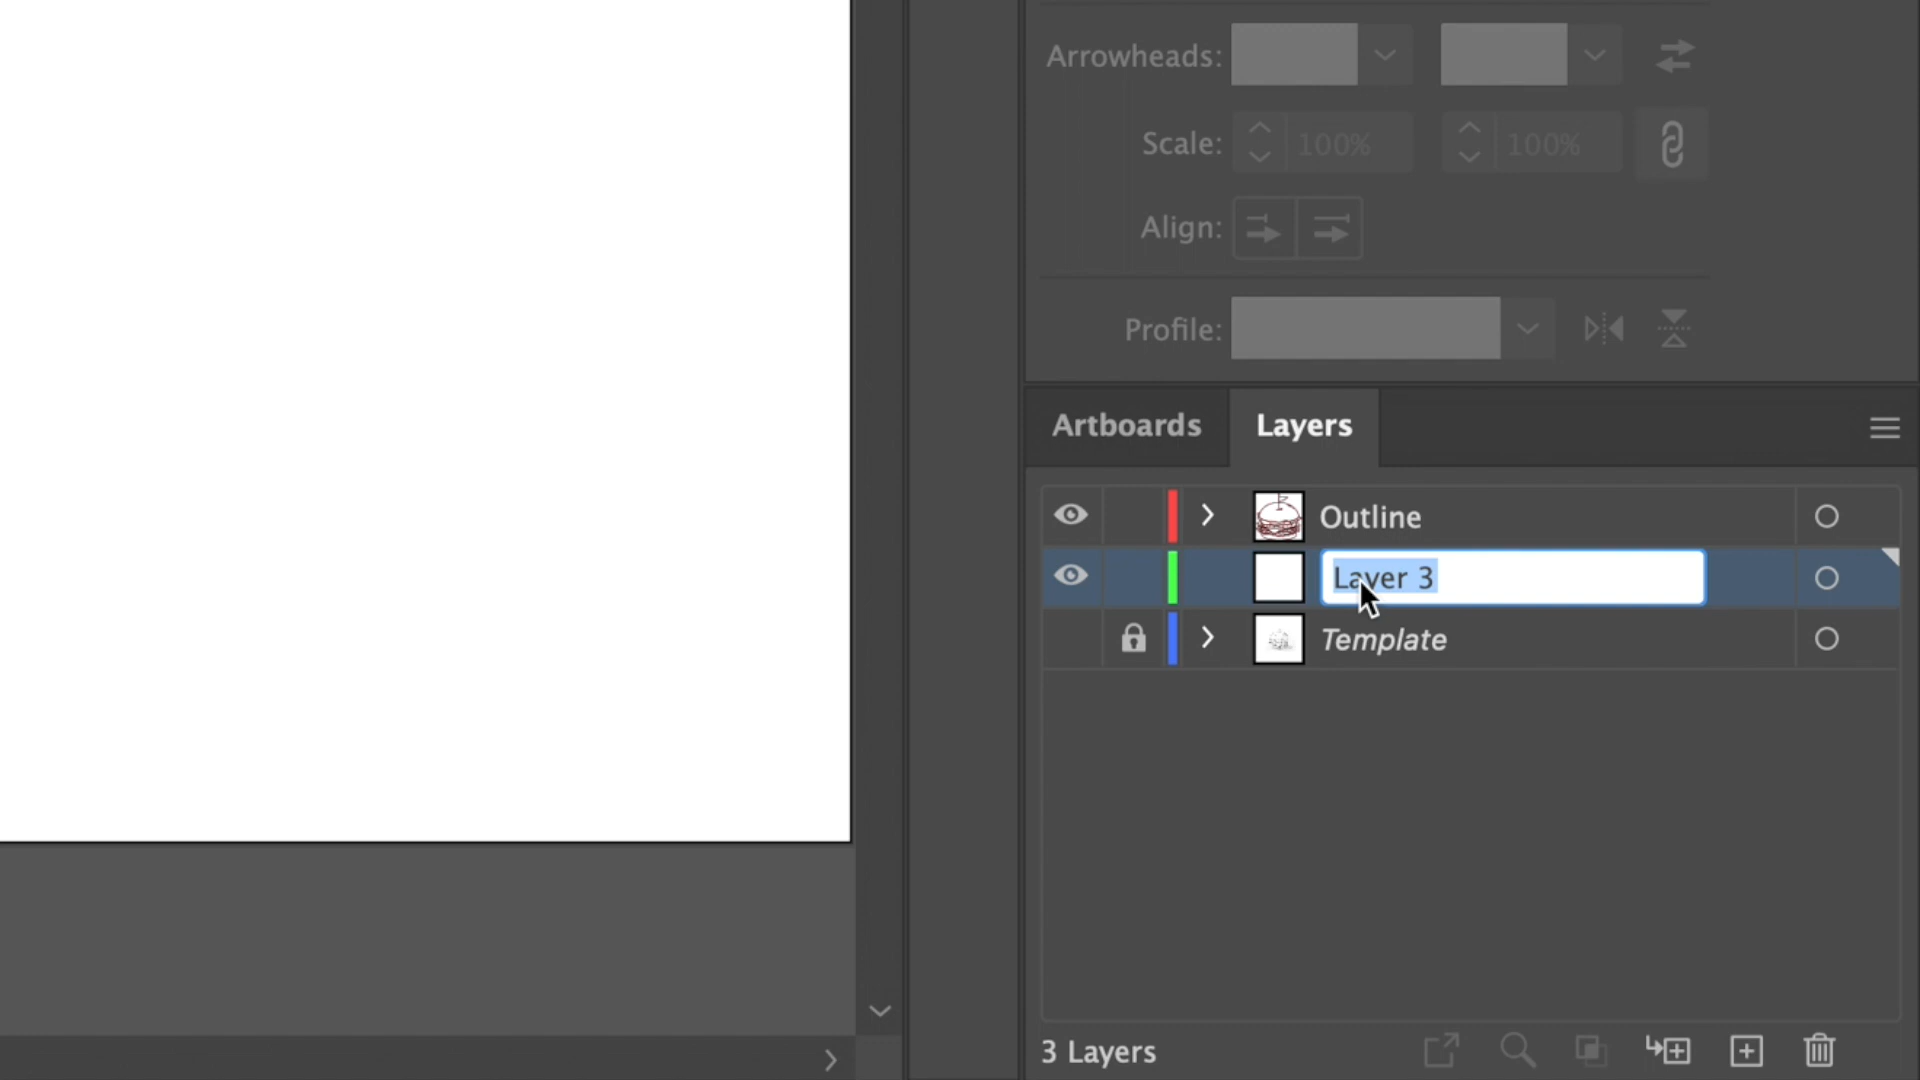 Arrowheads:
Scale: 100% 100%
Align:
Profile:
Artboards Layers
Outline
Layer 3
Template
3 Layers